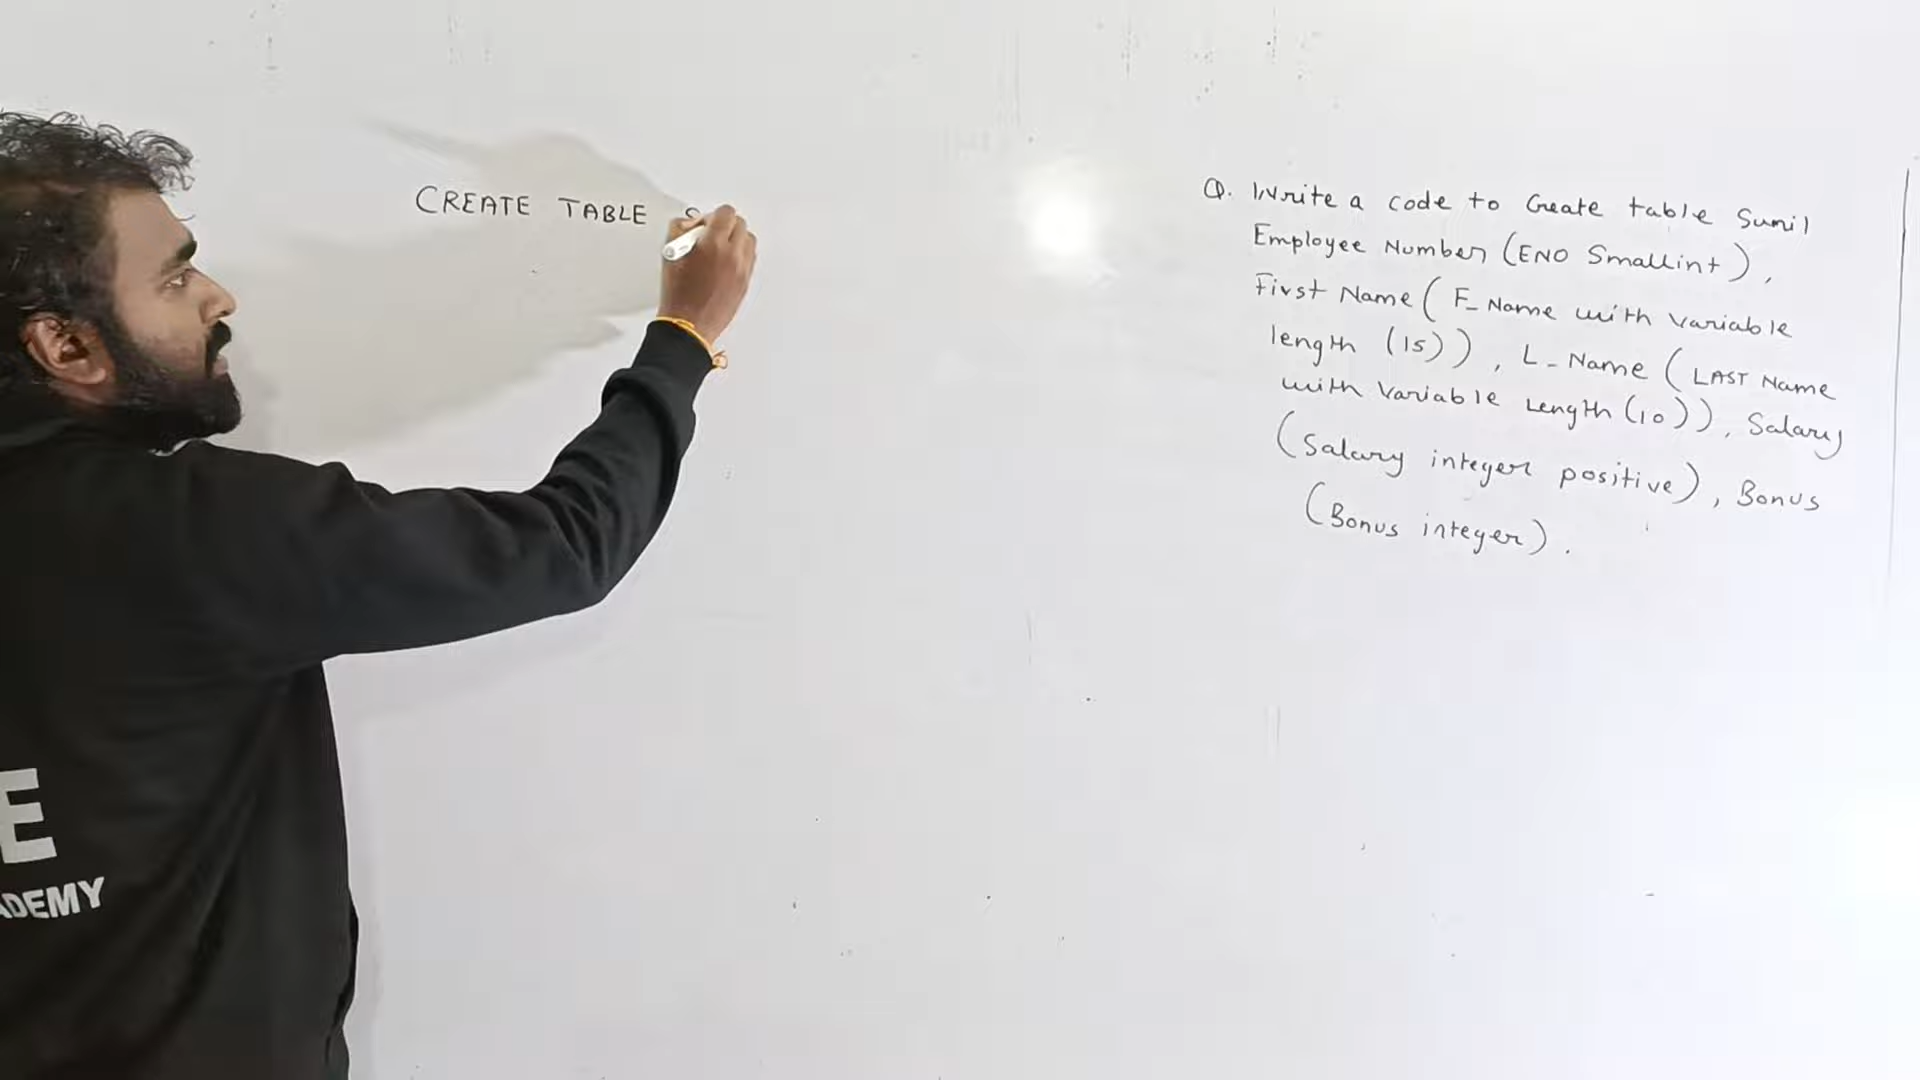 CREATE TABLE S
Q. Write a code to Create table Sunil
Employee Number (ENO Smallint),
First Name (F_Name with Variable
length (15)), L-Name (LAST Name
with Variable Length (10)), Salary
(Salary integer positive), Bonus
(Bonus integer).
E
ADEMY